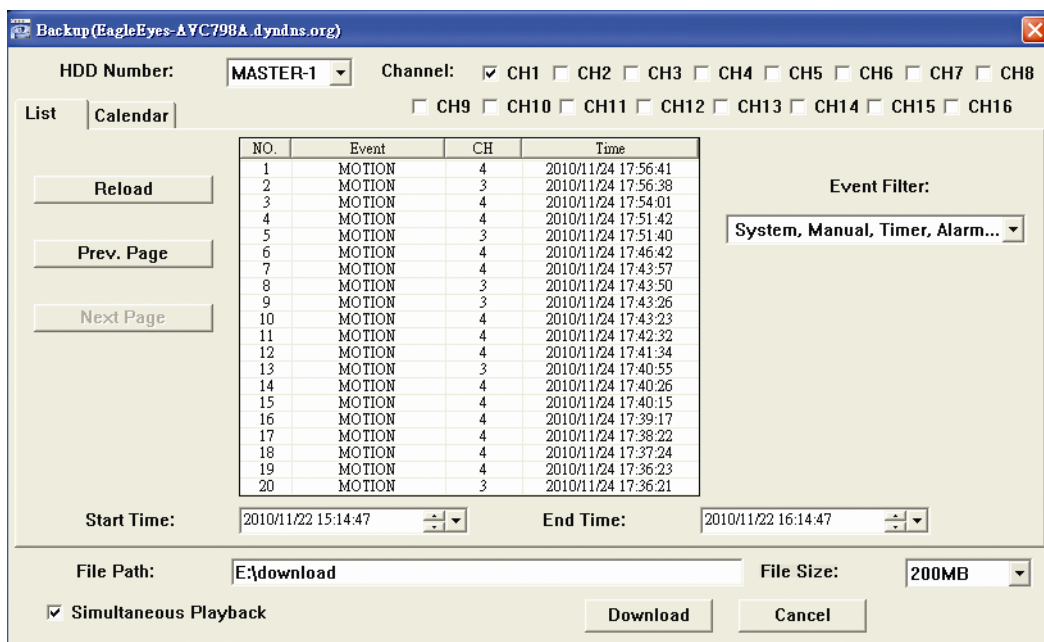 Backup(EagleEyes-AVC798A.dyndns.org)
HDD Number: MASTER-1 Channel: CH1 CH2 CH3 CH4 CH5 CH6 CH7 CH8
CH9 CH10 CH11 CH12 CH13 CH14 CH15 CH16
List Calendar
NO. Event CH Time
1 MOTION 4 2010/11/24 17:56:41
2 MOTION 3 2010/11/24 17:56:38
3 MOTION 4 2010/11/24 17:54:01
4 MOTION 4 2010/11/24 17:51:42
5 MOTION 3 2010/11/24 17:51:40
6 MOTION 4 2010/11/24 17:46:42
7 MOTION 4 2010/11/24 17:43:57
8 MOTION 3 2010/11/24 17:43:50
9 MOTION 3 2010/11/24 17:43:26
10 MOTION 4 2010/11/24 17:43:23
11 MOTION 4 2010/11/24 17:42:32
12 MOTION 4 2010/11/24 17:41:34
13 MOTION 3 2010/11/24 17:40:55
14 MOTION 4 2010/11/24 17:40:26
15 MOTION 4 2010/11/24 17:40:15
16 MOTION 4 2010/11/24 17:39:17
17 MOTION 4 2010/11/24 17:38:22
18 MOTION 4 2010/11/24 17:37:24
19 MOTION 4 2010/11/24 17:36:23
20 MOTION 3 2010/11/24 17:36:21
Reload
Prev. Page
Next Page
Event Filter:
System, Manual, Timer, Alarm...
Start Time: 2010/11/22 15:14:47 End Time: 2010/11/22 16:14:47
File Path: E:\download File Size: 200MB
Simultaneous Playback Download Cancel